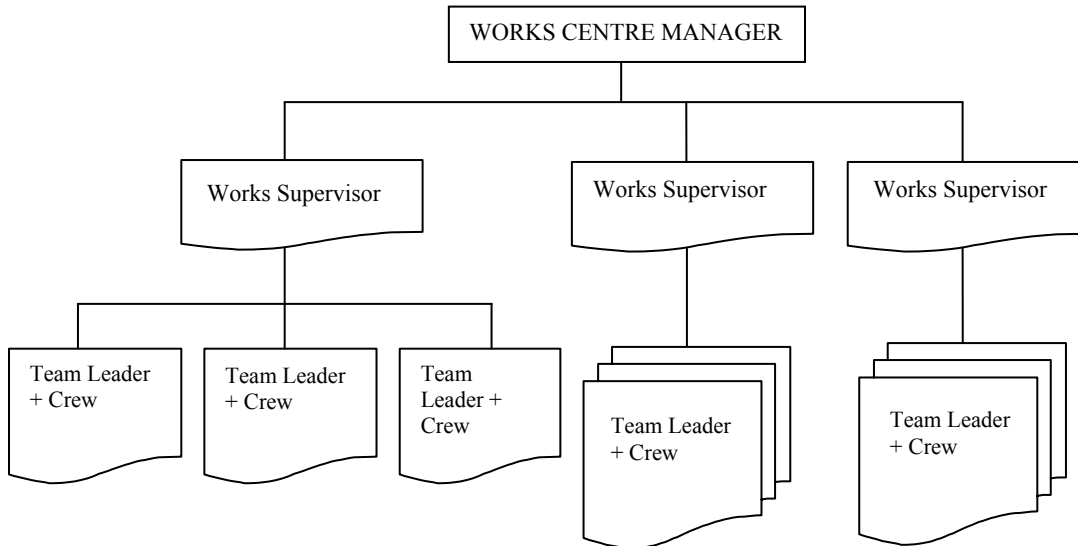 WORKS CENTRE MANAGER
Works Supervisor
Works Supervisor
Works Supervisor
Team Leader
+ Crew
Team Leader
+ Crew
Team
Leader +
Crew
Team Leader
+ Crew
Team Leader
+ Crew